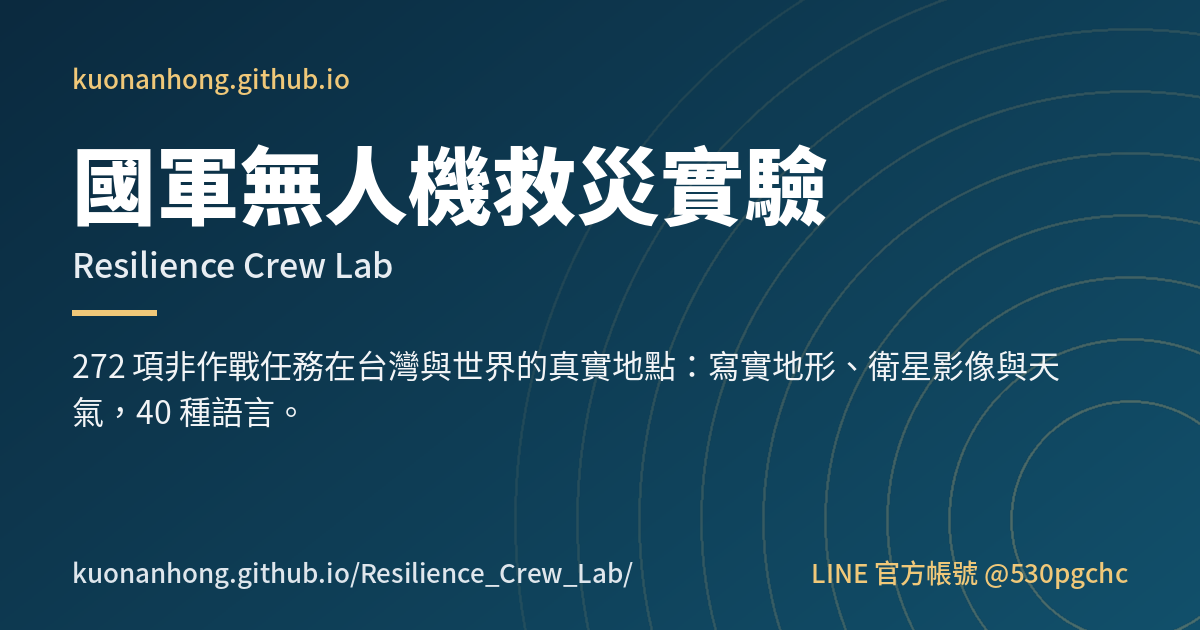 kuonanhong.github.io
國軍無人機救災實驗
Resilience Crew Lab
272 項非作戰任務在台灣與世界的真實地點：寫實地形、衛星影像與天
氣，40 種語言。
kuonanhong.github.io/Resilience_Crew_Lab/
LINE 官方帳號 @530pgchc